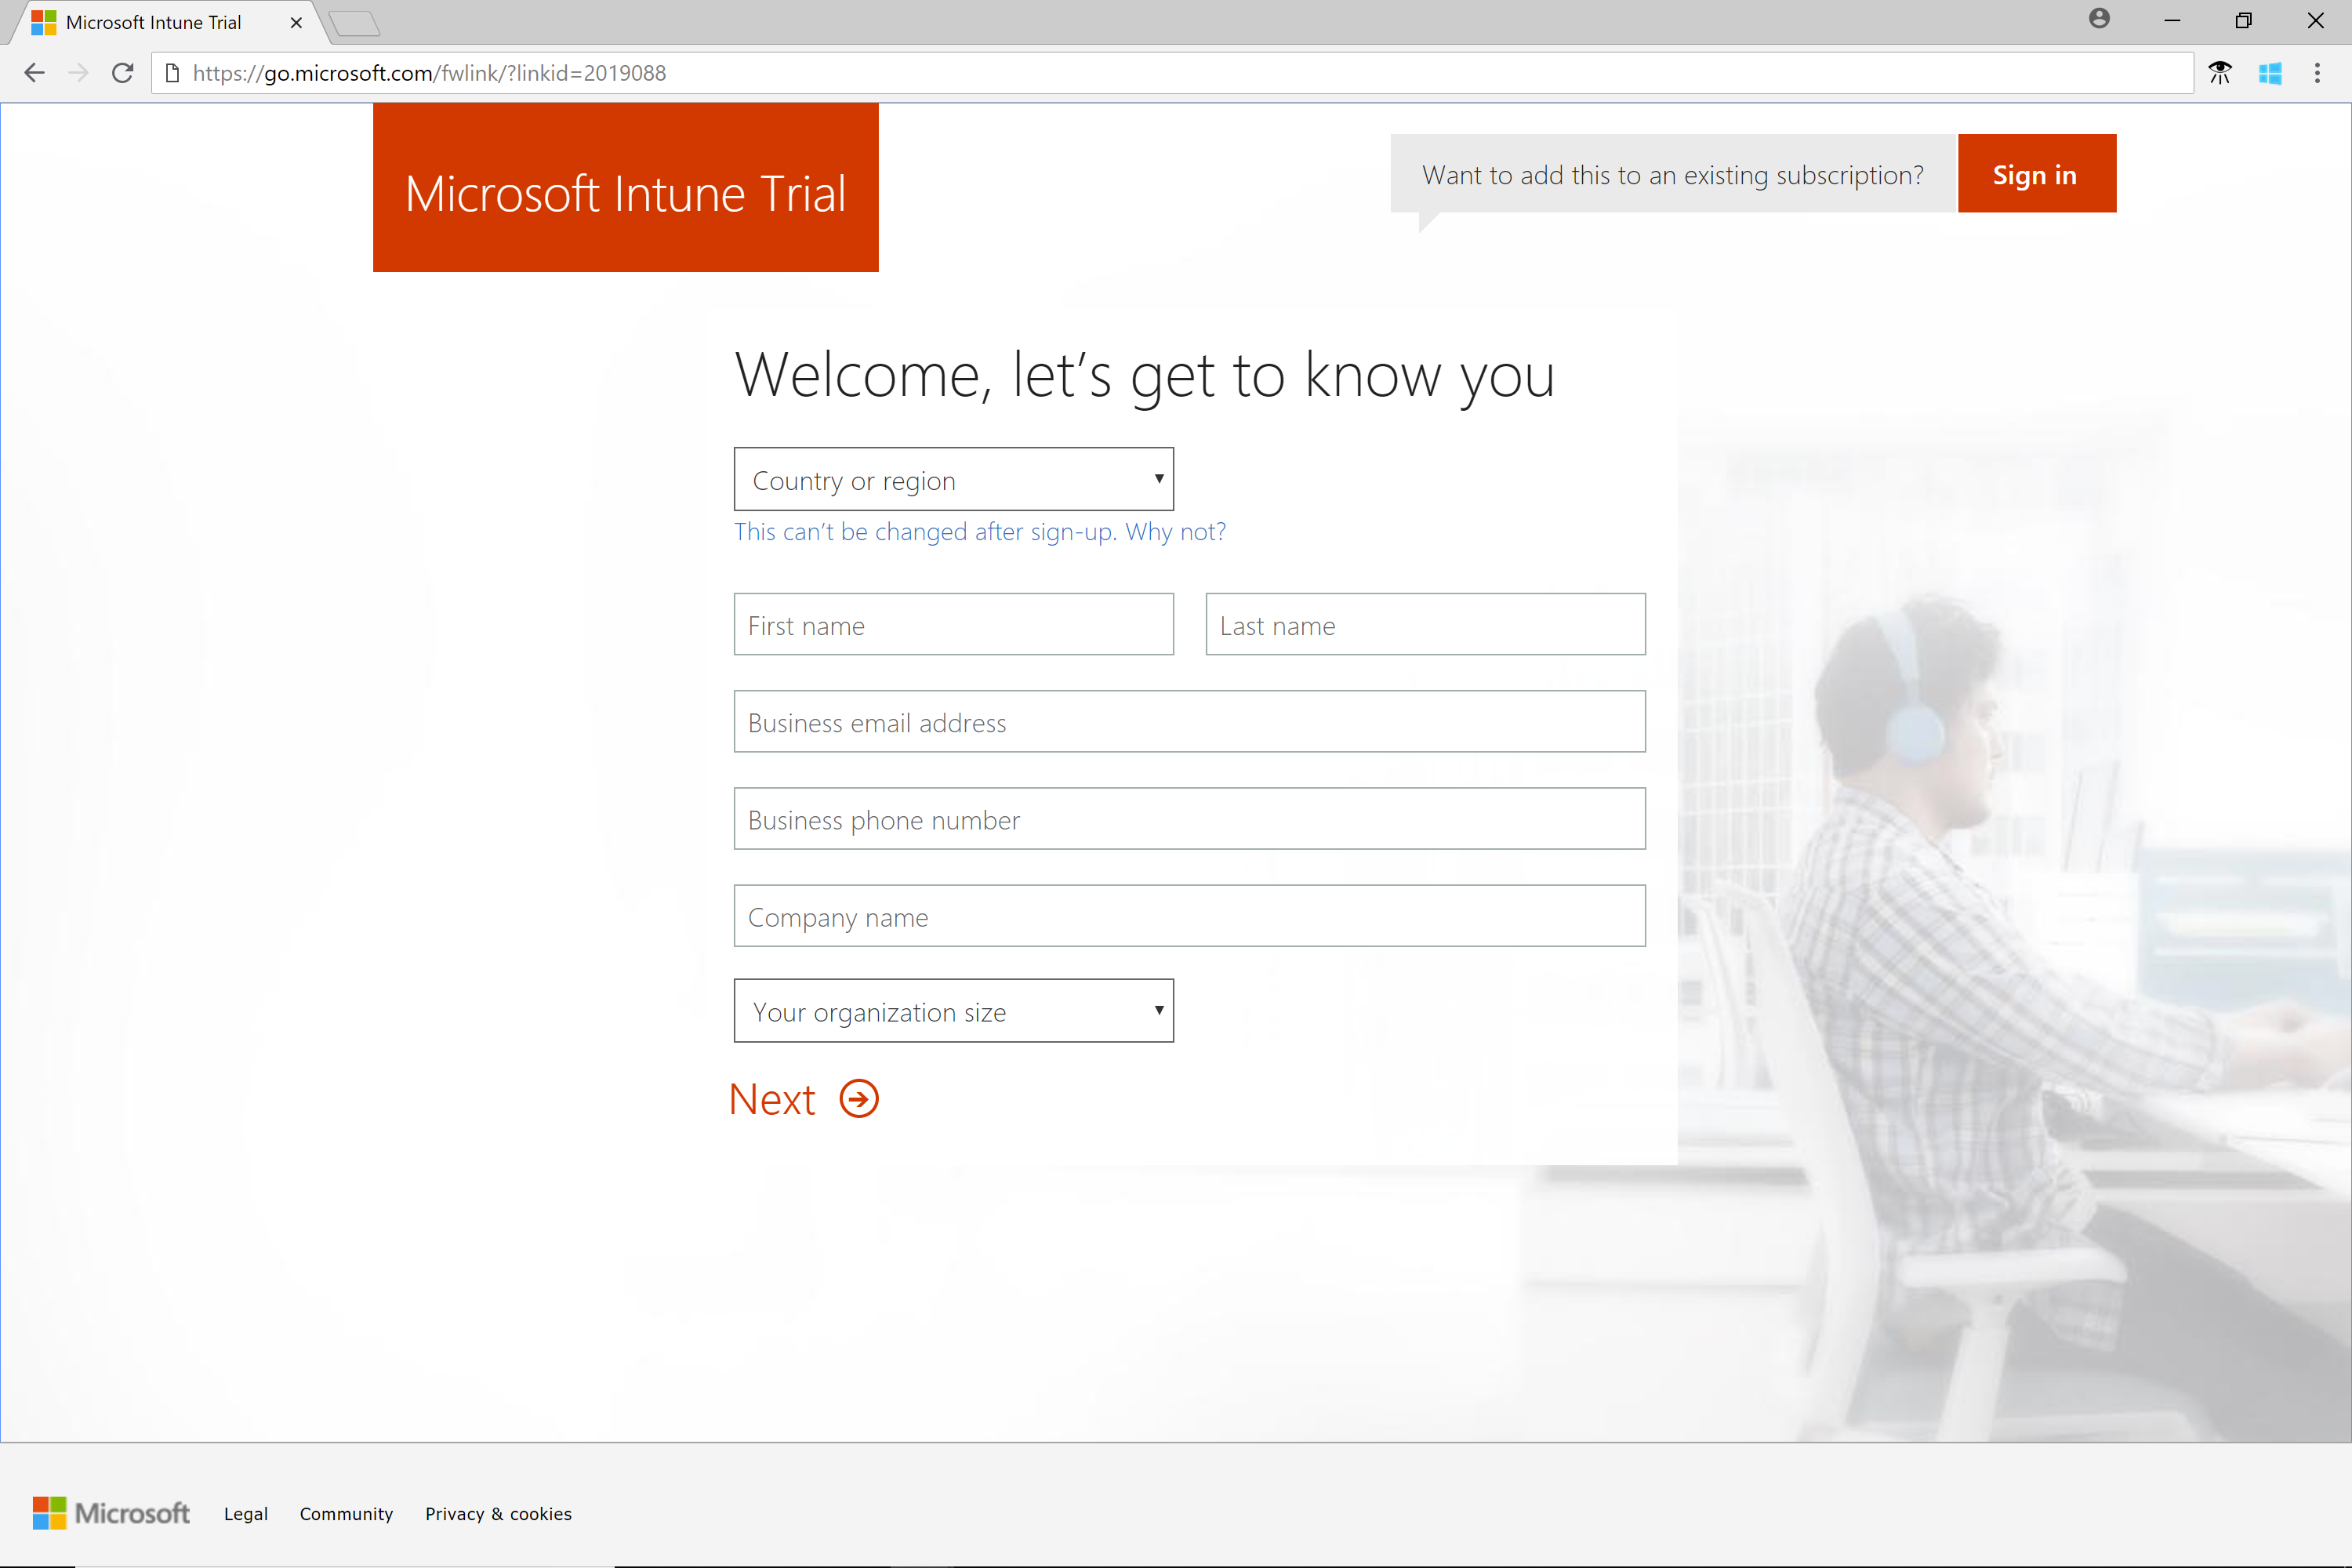 Microsoft Intune Trial
https://go.microsoft.com/fwlink/?linkid=2019088
Microsoft Intune Trial
Want to add this to an existing subscription?
Sign in
Welcome, let’s get to know you
Country or region
This can’t be changed after sign-up. Why not?
First name
Last name
Business email address
Business phone number
Company name
Your organization size
Next
Microsoft
Legal
Community
Privacy & cookies